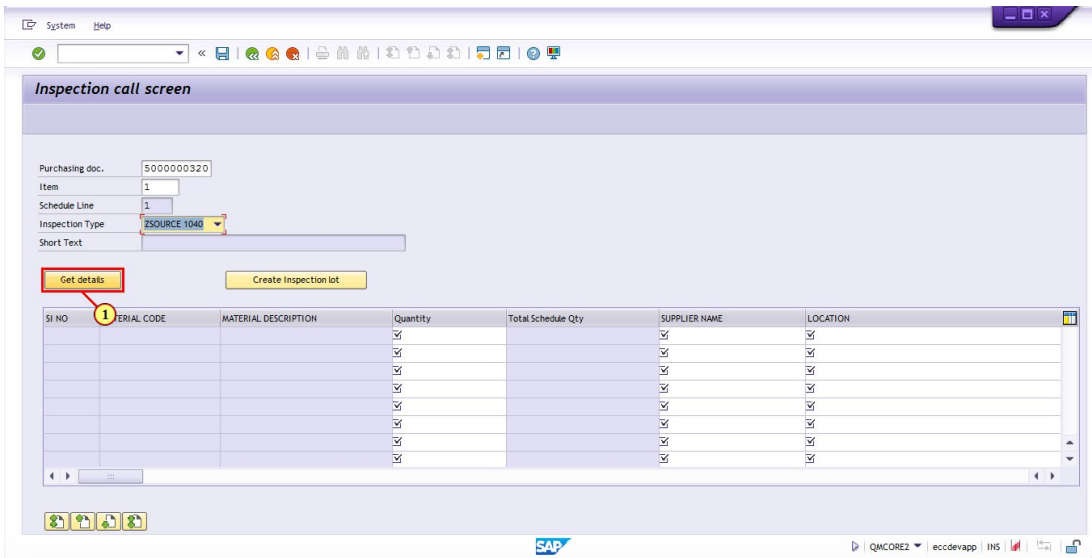 System Help
Inspection call screen
Purchasing doc. 5000000320
Item 1
Schedule Line 1
Inspection Type ZSOURCE 1040
Short Text
Get details Create Inspection lot
1
SI NO TERIAL CODE MATERIAL DESCRIPTION Quantity Total Schedule Qty SUPPLIER NAME LOCATION
SAP QMCORE2 eccdevapp INS